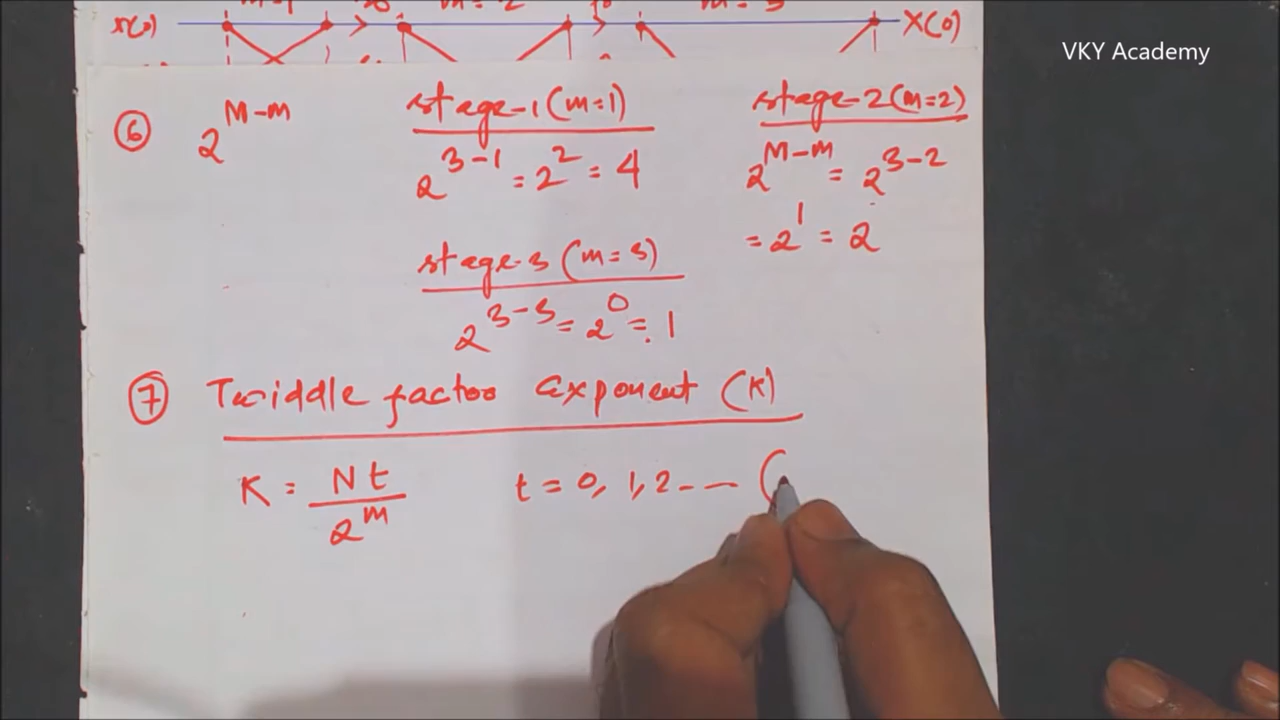 x(0) X(0)
VKY Academy
⑥ 2^{M-m} stage-1 (m=1) stage-2 (m=2)
2^{3-1} = 2^2 = 4 2^{M-m} = 2^{3-2}
= 2^1 = 2
stage-3 (m=3)
2^{3-3} = 2^0 = 1
⑦ Twiddle factor exponent (K)
K = Nt / 2^m t = 0, 1, 2 - - (